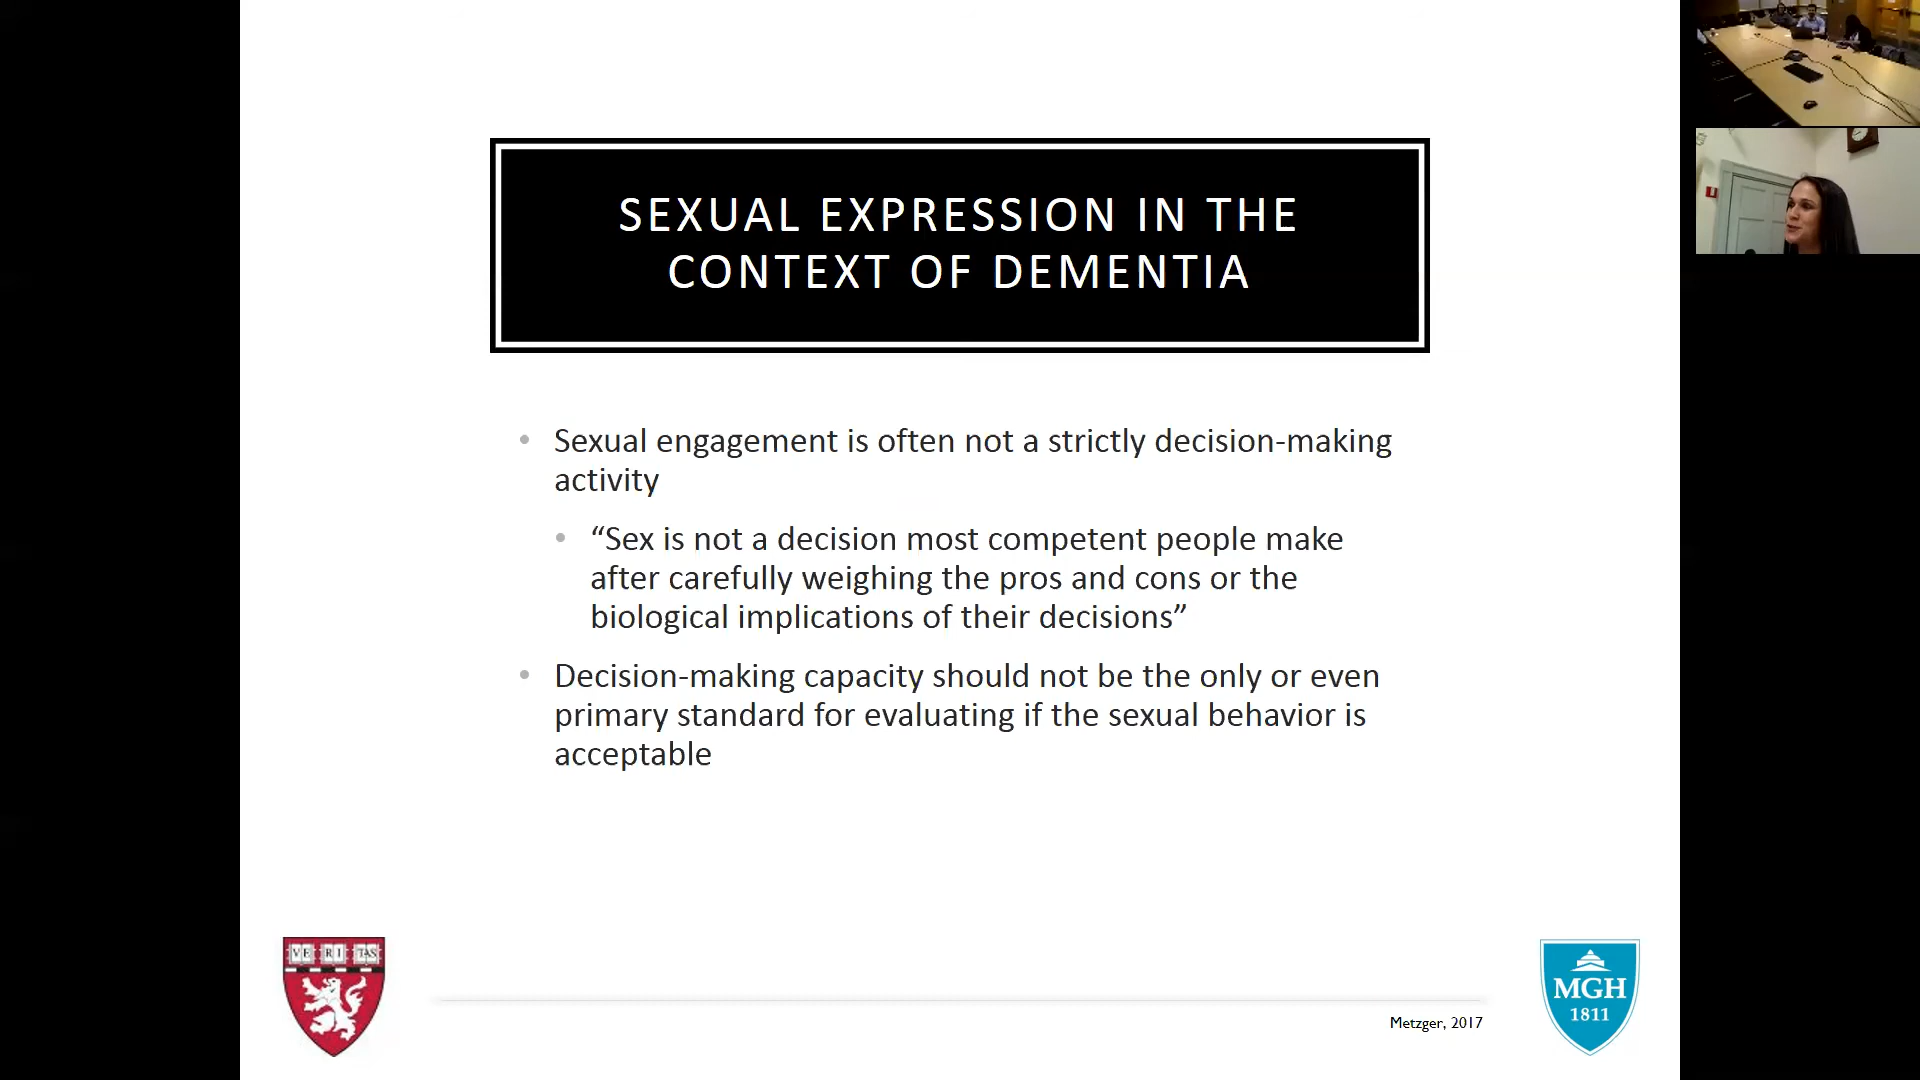 SEXUAL EXPRESSION IN THE
CONTEXT OF DEMENTIA
• Sexual engagement is often not a strictly decision-making
activity
• “Sex is not a decision most competent people make
after carefully weighing the pros and cons or the
biological implications of their decisions”
• Decision-making capacity should not be the only or even
primary standard for evaluating if the sexual behavior is
acceptable
VE RI TAS
Metzger, 2017
MGH
1811